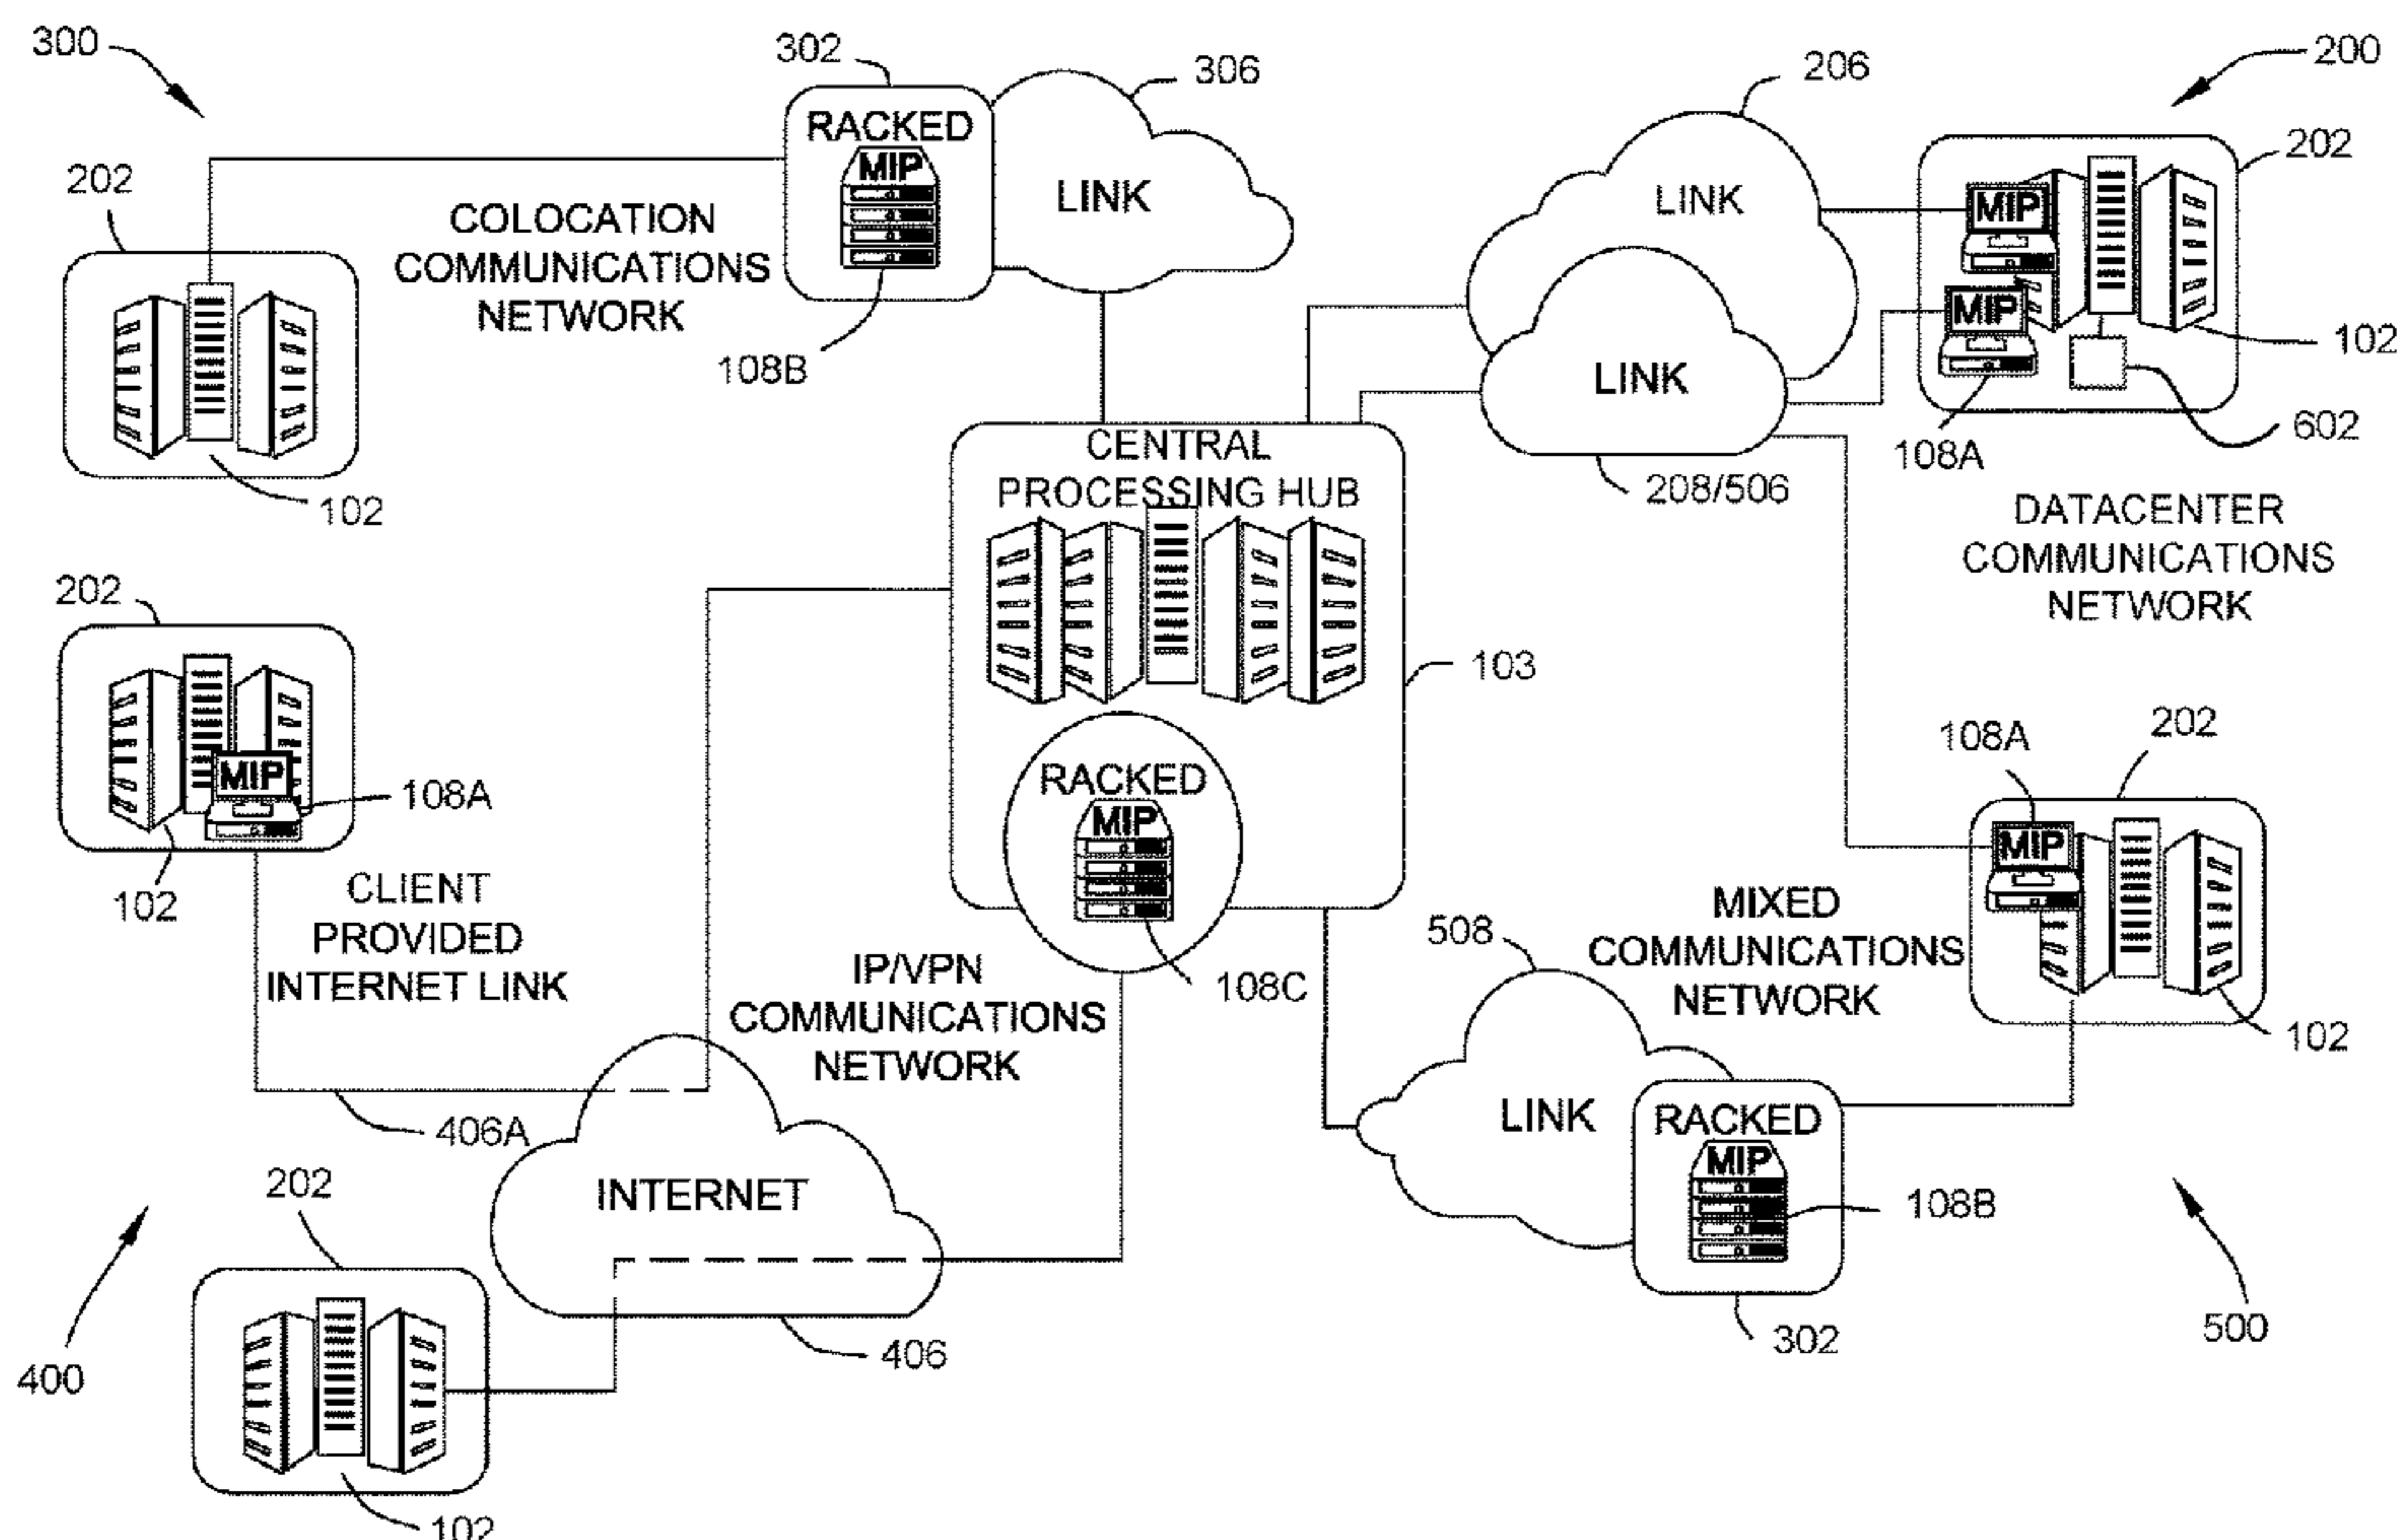 300
302
306
206
200
202
RACKED
MIP
LINK
COLOCATION
COMMUNICATIONS
NETWORK
108B
102
LINK
LINK
208/506
202
MIP
MIP
102
602
108A
DATACENTER
COMMUNICATIONS
NETWORK
CENTRAL
PROCESSING HUB
103
RACKED
MIP
108C
202
MIP
108A
102
CLIENT
PROVIDED
INTERNET LINK
406A
IP/VPN
COMMUNICATIONS
NETWORK
INTERNET
406
400
202
102
108A
202
MIP
102
MIXED
COMMUNICATIONS
NETWORK
508
LINK
RACKED
MIP
108B
302
500